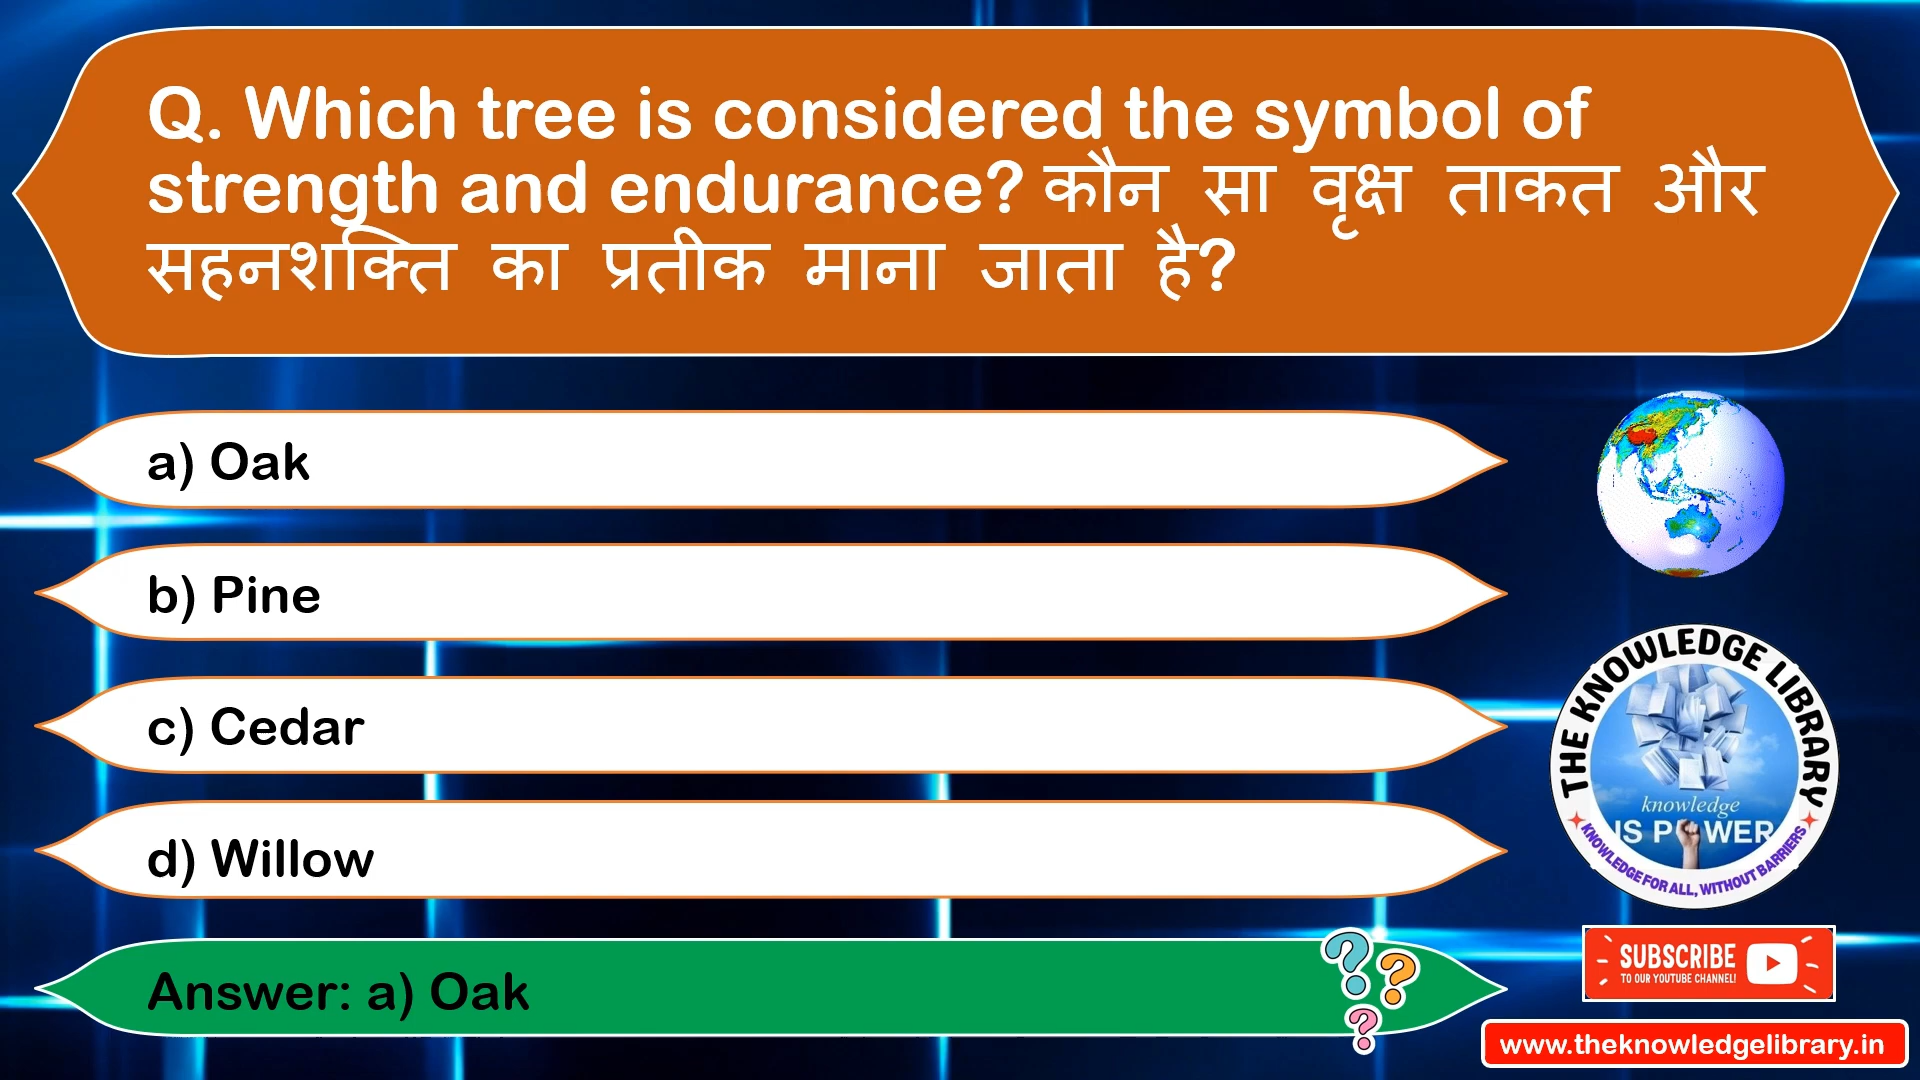 Q. Which tree is considered the symbol of
strength and endurance? कौन सा वृक्ष ताकत और
सहनशक्ति का प्रतीक माना जाता है?
a) Oak
b) Pine
c) Cedar
d) Willow
Answer: a) Oak
? ? ?
THE KNOWLEDGE LIBRARY
knowledge
IS POWER
KNOWLEDGE FOR ALL, WITHOUT BARRIERS
SUBSCRIBE
TO OUR YOUTUBE CHANNEL!
www.theknowledgelibrary.in